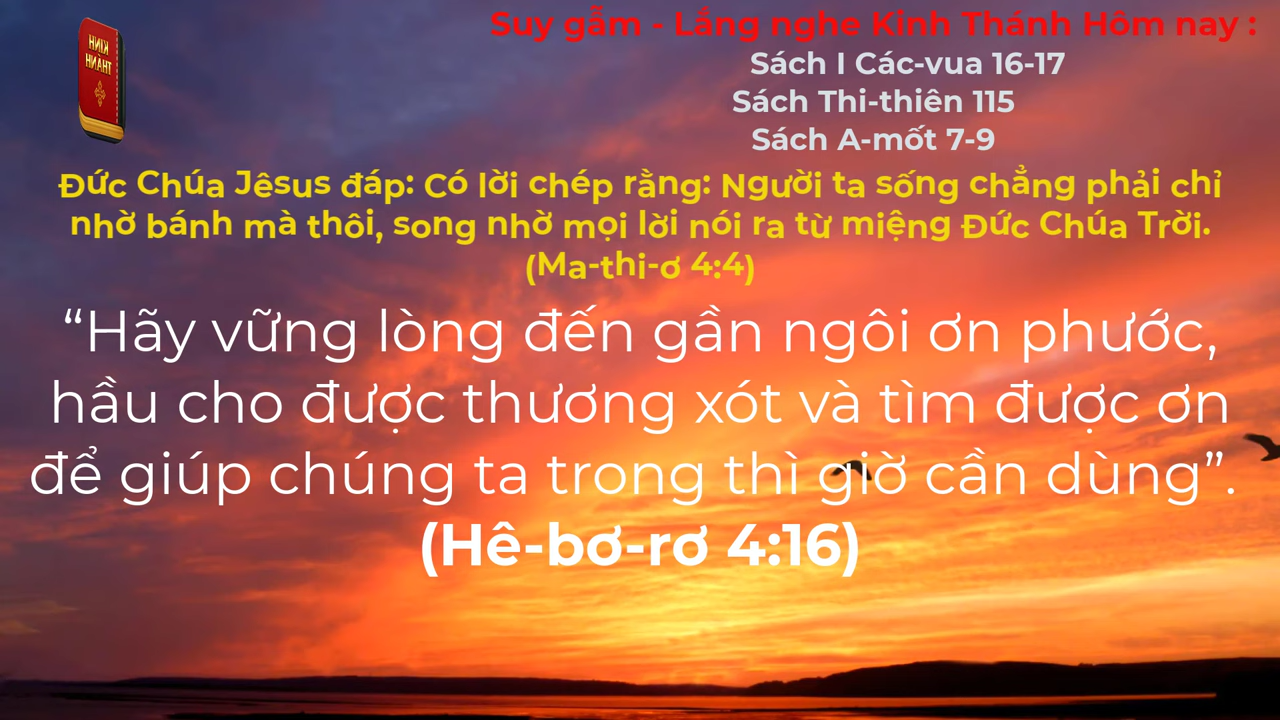 Suy gẫm - Lắng nghe Kinh Thánh Hôm nay :
Sách I Các-vua 16-17
Sách Thi-thiên 115
Sách A-mốt 7-9
KINH
THÁNH
Đức Chúa Jêsus đáp: Có lời chép rằng: Người ta sống chẳng phải chỉ
nhờ bánh mà thôi, song nhờ mọi lời nói ra từ miệng Đức Chúa Trời.
(Ma-thi-ơ 4:4)
“Hãy vững lòng đến gần ngôi ơn phước,
hầu cho được thương xót và tìm được ơn
để giúp chúng ta trong thì giờ cần dùng”.
(Hê-bơ-rơ 4:16)